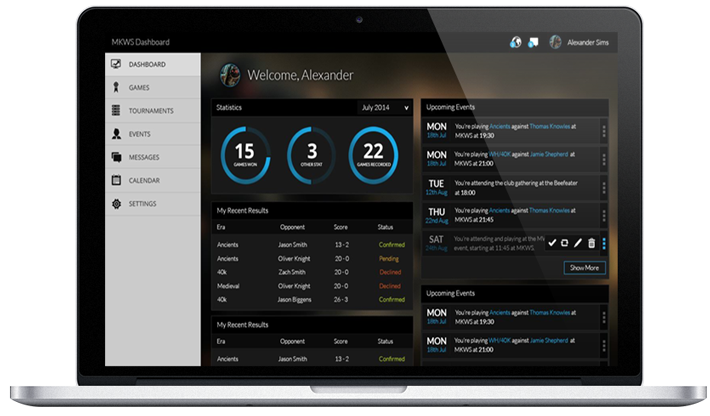 MKWS Dashboard
Alexander Sims
DASHBOARD
GAMES
TOURNAMENTS
EVENTS
MESSAGES
CALENDAR
SETTINGS
Welcome, Alexander
Statistics
July 2014
15
GAMES WON
3
OTHER STAT
22
GAMES RECORDED
My Recent Results
Era Opponent Score Status
Ancients Jason Smith 13 - 2 Confirmed
Ancients Oliver Knight 20 - 0 Pending
40k Zach Smith 20 - 0 Declined
Medieval Oliver Knight 20 - 0 Declined
40k Jason Biggens 26 - 3 Confirmed
My Recent Results
Era Opponent Score Status
Ancients Jason Smith 13 - 2 Confirmed
Upcoming Events
MON
18th Jul
You're playing Ancients against Thomas Knowles at
MKWS at 19:30
MON
18th Jul
You're playing WH/40K against Jamie Shepherd at
MKWS at 21:00
TUE
12th Aug
You're attending the club gathering at the Beefeater
at 18:00
THU
22nd Aug
You're playing Ancients against Thomas Knowles at
MKWS at 21:45
SAT
24th Aug
You're attending and playing at the MK
event, starting at 11:45 at MKWS.
Show More
Upcoming Events
MON
18th Jul
You're playing Ancients against Thomas Knowles at
MKWS at 19:30
MON
18th Jul
You're playing WH/40K against Jamie Shepherd at
MKWS at 21:00